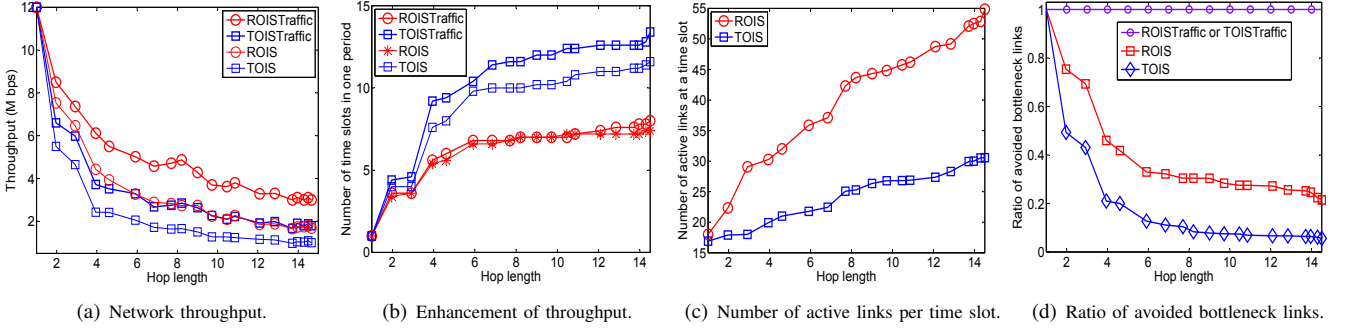 Throughput (M bps)
12
10
8
6
4
2
2 4 6 8 10 12 14
Hop length
ROISTraffic
TOISTraffic
ROIS
TOIS
(a) Network throughput.
Number of time slots in one period
15
10
5
0
2 4 6 8 10 12 14
Hop length
ROISTraffic
TOISTraffic
ROIS
TOIS
(b) Enhancement of throughput.
Number of active links at a time slot
55
50
45
40
35
30
25
20
15
2 4 6 8 10 12 14
Hop length
ROIS
TOIS
(c) Number of active links per time slot.
Ratio of avoided bottleneck links
1
0.8
0.6
0.4
0.2
0
2 4 6 8 10 12 14
Hop length
ROISTraffic or TOISTraffic
ROIS
TOIS
(d) Ratio of avoided bottleneck links.